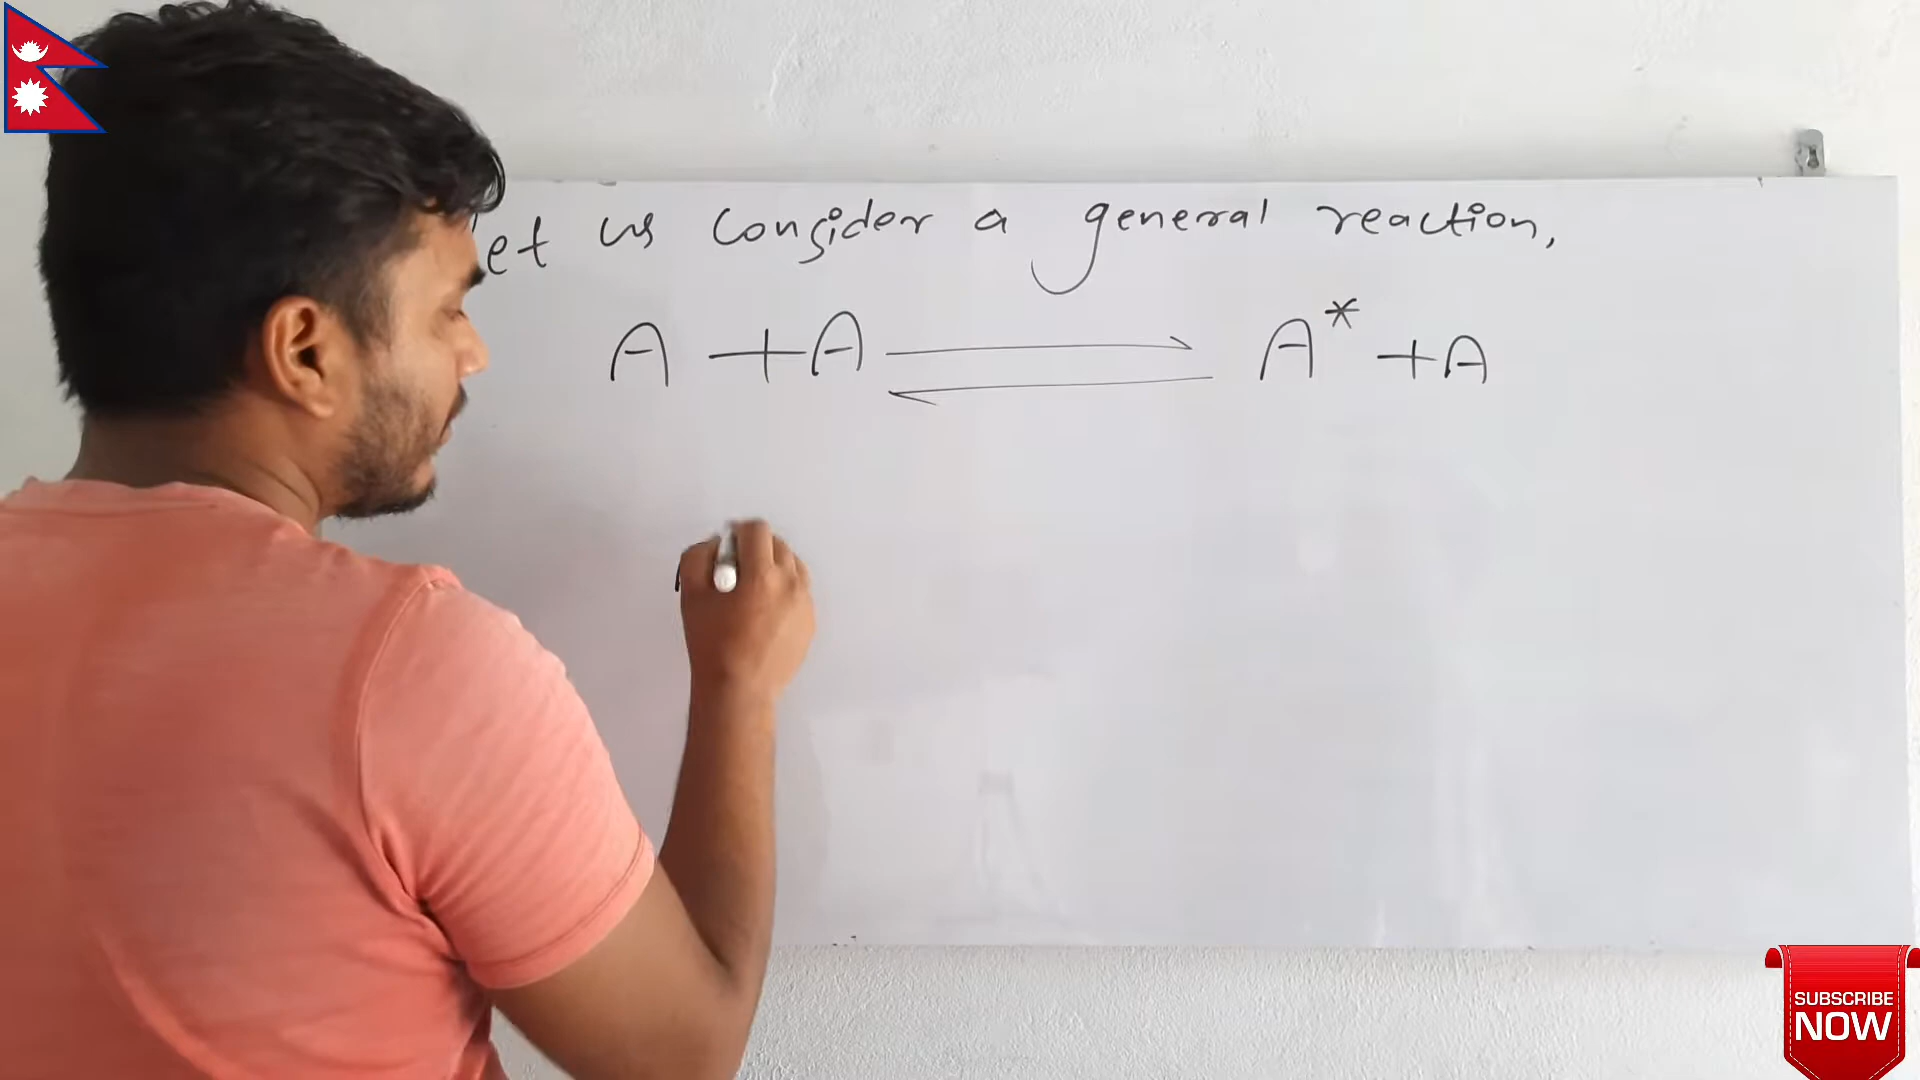 et us consider a general reaction,
A + A ⇌ A* + A
SUBSCRIBE
NOW